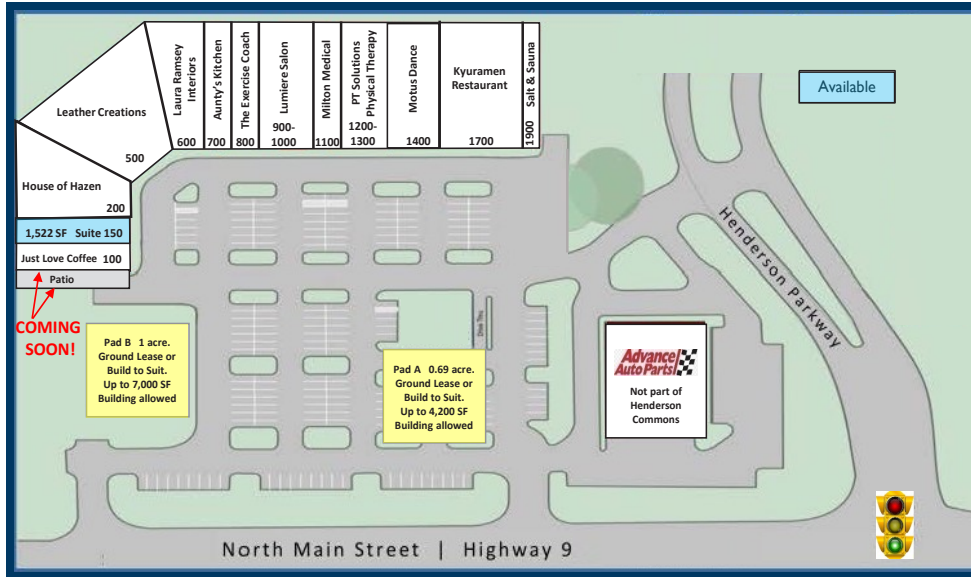 Leather Creations
500
Laura Ramsey
Interiors
600
Aunty's Kitchen
700
The Exercise Coach
800
Lumiere Salon
900-
1000
Milton Medical
1100
PT Solutions
Physical Therapy
1200-
1300
Motus Dance
1400
Kyuramen
Restaurant
1700
Salt & Sauna
1900
Available
House of Hazen
200
1,522 SF Suite 150
Just Love Coffee 100
Patio
COMING
SOON!
Pad B 1 acre.
Ground Lease or
Build to Suit.
Up to 7,000 SF
Building allowed
Drive Thru
Pad A 0.69 acre.
Ground Lease or
Build to Suit.
Up to 4,200 SF
Building allowed
Advance
Auto Parts
Not part of
Henderson
Commons
Henderson Parkway
North Main Street | Highway 9